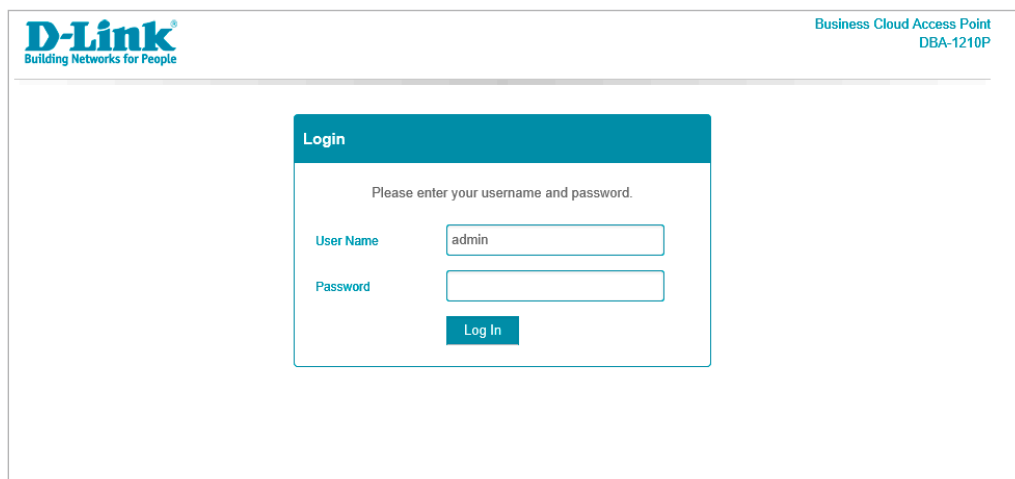 D-Link®
Building Networks for People
Business Cloud Access Point
DBA-1210P
Login
Please enter your username and password.
User Name
admin
Password
Log In